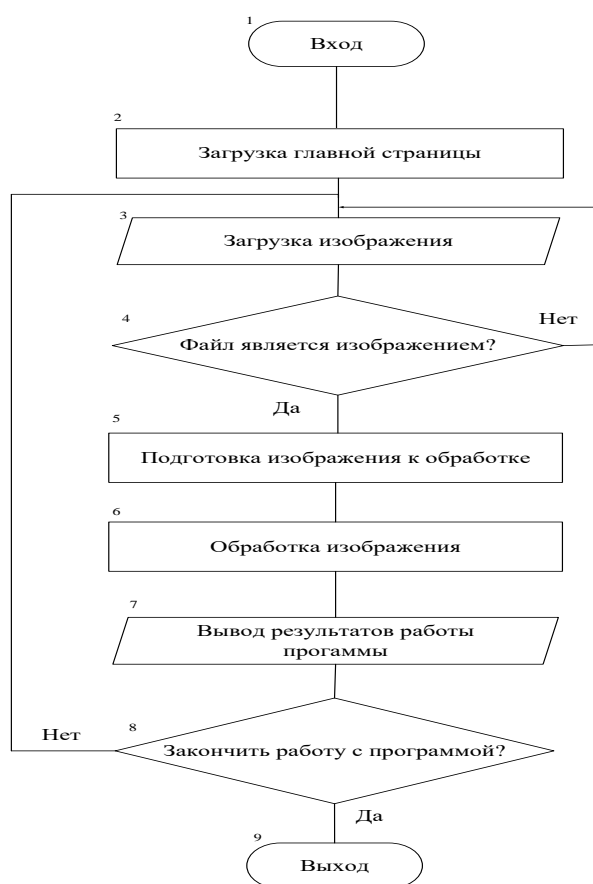 1
Вход
2
Загрузка главной страницы
3
Загрузка изображения
4
Файл является изображением?
Нет
Да
5
Подготовка изображения к обработке
6
Обработка изображения
7
Вывод результатов работы
прогаммы
8
Нет
Закончить работу с программой?
Да
9
Выход